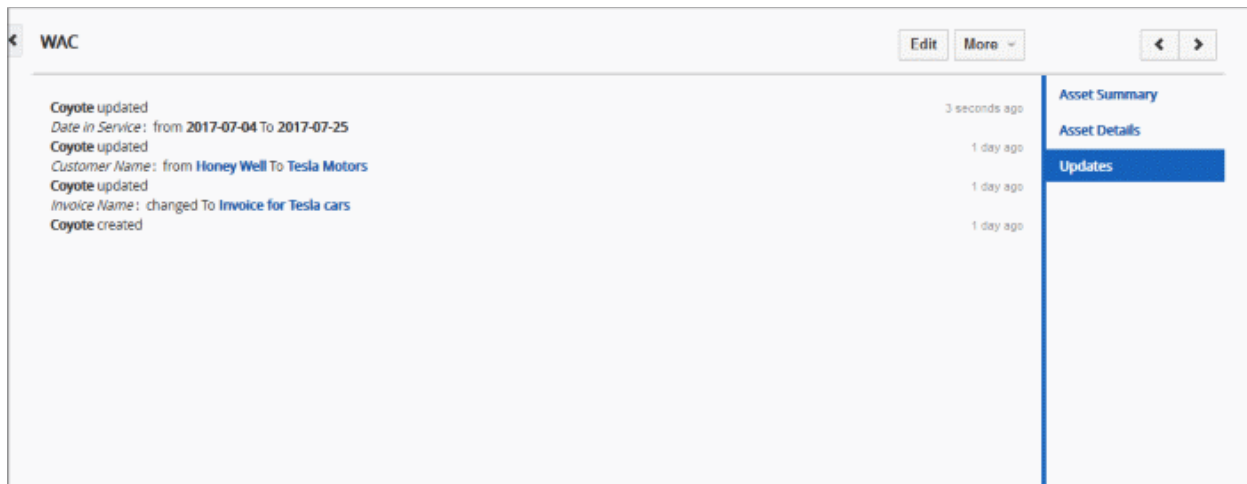 WAC
Edit
More
Coyote updated
3 seconds ago
Date in Service : from 2017-07-04 To 2017-07-25
Coyote updated
1 day ago
Customer Name : from Honey Well To Tesla Motors
Coyote updated
1 day ago
Invoice Name : changed To Invoice for Tesla cars
Coyote created
1 day ago
Asset Summary
Asset Details
Updates